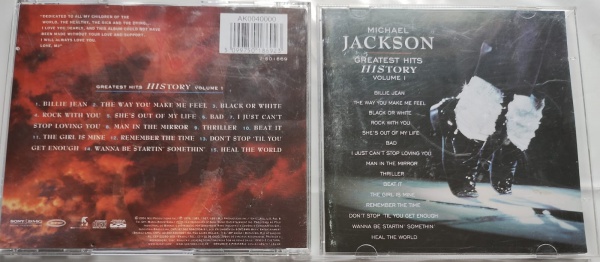 "DEDICATED TO ALL MY CHILDREN OF THE
WORLD, THE HEALTHY, THE SICK AND THE DYING...
I LOVE YOU DEARLY, AND THIS ALBUM COULD NOT HAVE
BEEN MADE WITHOUT YOUR LOVE AND SUPPORT.
I WILL ALWAYS LOVE YOU.
LOVE, MJ"
AK0040000
GREATEST HITS HISTORY VOLUME 1
1. BILLIE JEAN 2. THE WAY YOU MAKE ME FEEL 3. BLACK OR WHITE
4. ROCK WITH YOU 5. SHE'S OUT OF MY LIFE 6. BAD 7. I JUST CAN'T
STOP LOVING YOU 8. MAN IN THE MIRROR 9. THRILLER 10. BEAT IT
11. THE GIRL IS MINE 12. REMEMBER THE TIME 13. DON'T STOP 'TIL YOU
GET ENOUGH 14. WANNA BE STARTIN' SOMETHIN' 15. HEAL THE WORLD
MICHAEL
JACKSON
GREATEST HITS
HISTORY
VOLUME 1
BILLIE JEAN
THE WAY YOU MAKE ME FEEL
BLACK OR WHITE
ROCK WITH YOU
SHE'S OUT OF MY LIFE
BAD
I JUST CAN'T STOP LOVING YOU
MAN IN THE MIRROR
THRILLER
BEAT IT
THE GIRL IS MINE
REMEMBER THE TIME
DON'T STOP 'TIL YOU GET ENOUGH
WANNA BE STARTIN' SOMETHIN'
HEAL THE WORLD